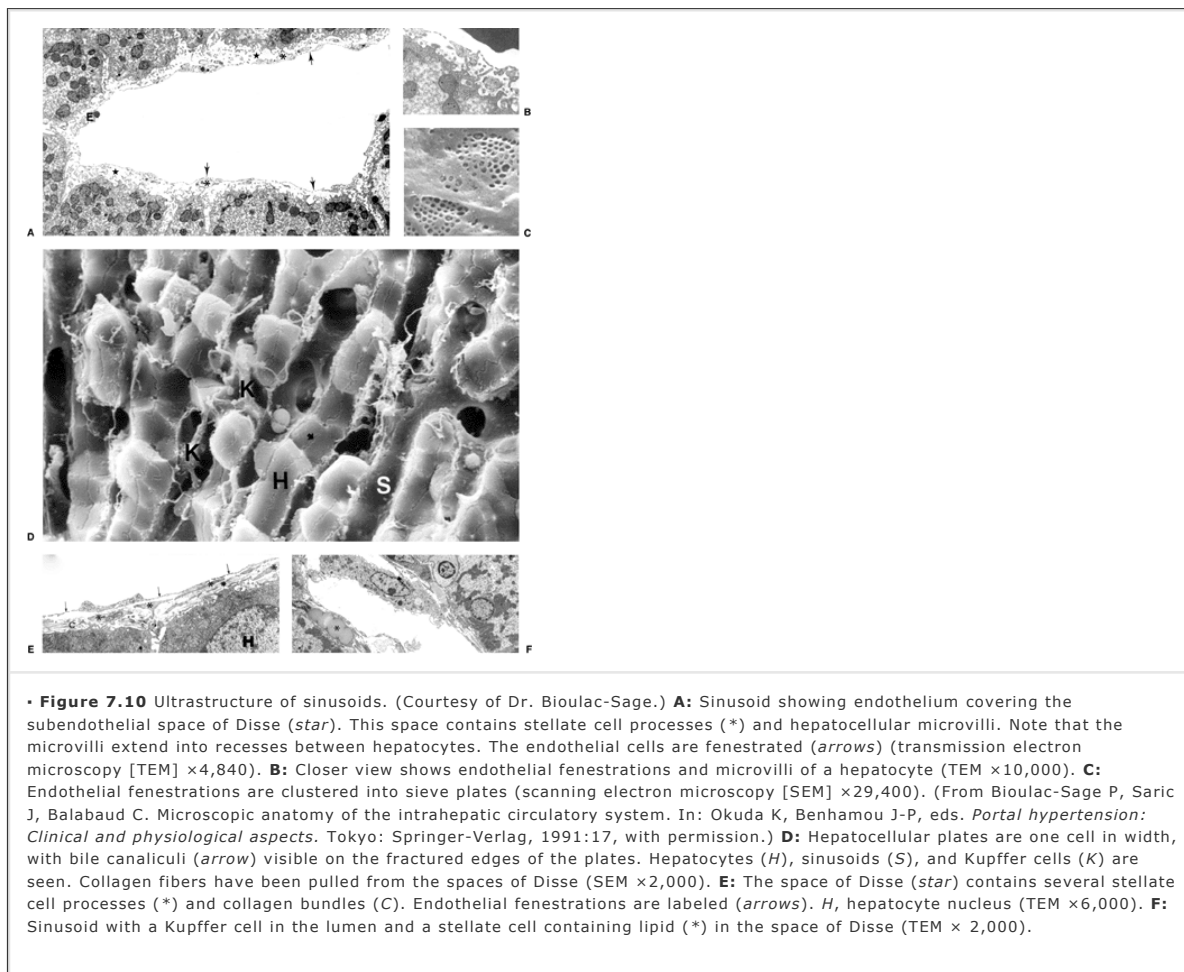 E
A
B
C
K
K
H
S
D
C
H
E
F
▪ Figure 7.10 Ultrastructure of sinusoids. (Courtesy of Dr. Bioulac-Sage.) A: Sinusoid showing endothelium covering the
subendothelial space of Disse (star). This space contains stellate cell processes (*) and hepatocellular microvilli. Note that the
microvilli extend into recesses between hepatocytes. The endothelial cells are fenestrated (arrows) (transmission electron
microscopy [TEM] ×4,840). B: Closer view shows endothelial fenestrations and microvilli of a hepatocyte (TEM ×10,000). C:
Endothelial fenestrations are clustered into sieve plates (scanning electron microscopy [SEM] ×29,400). (From Bioulac-Sage P, Saric
J, Balabaud C. Microscopic anatomy of the intrahepatic circulatory system. In: Okuda K, Benhamou J-P, eds. Portal hypertension:
Clinical and physiological aspects. Tokyo: Springer-Verlag, 1991:17, with permission.) D: Hepatocellular plates are one cell in width,
with bile canaliculi (arrow) visible on the fractured edges of the plates. Hepatocytes (H), sinusoids (S), and Kupffer cells (K) are
seen. Collagen fibers have been pulled from the spaces of Disse (SEM ×2,000). E: The space of Disse (star) contains several stellate
cell processes (*) and collagen bundles (C). Endothelial fenestrations are labeled (arrows). H, hepatocyte nucleus (TEM ×6,000). F:
Sinusoid with a Kupffer cell in the lumen and a stellate cell containing lipid (*) in the space of Disse (TEM × 2,000).